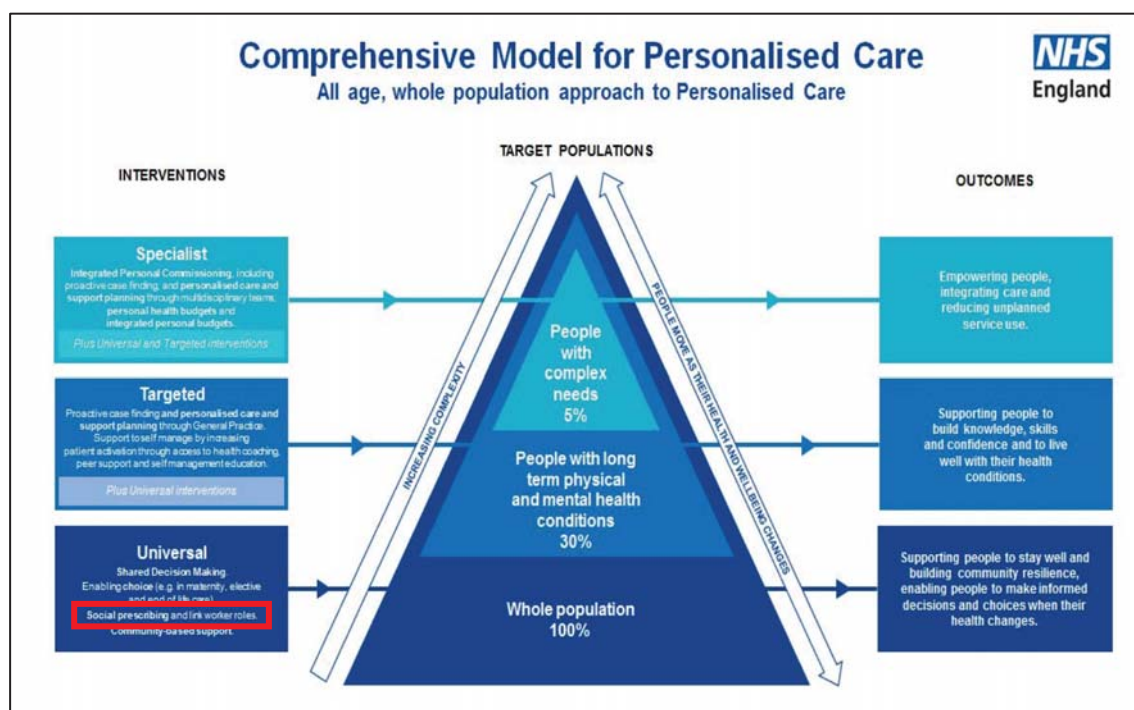 Comprehensive Model for Personalised Care
All age, whole population approach to Personalised Care
NHS
England
INTERVENTIONS
TARGET POPULATIONS
OUTCOMES
Specialist
Integrated Personal Commissioning, including
proactive case finding, and personalised care and
support planning through multidisciplinary teams,
personal health budgets and
integrated personal budgets.
Plus Universal and Targeted interventions
Targeted
Proactive case finding and personalised care and
support planning through General Practice.
Support to self manage by increasing
patient activation through access to health coaching,
peer support and self management education.
Plus Universal interventions
Universal
Shared Decision Making.
Enabling choice (e.g. in maternity, elective
and end of life care)
Social prescribing and link worker roles.
Community-based support.
INCREASING COMPLEXITY
People
with
complex
needs
5%
People with long
term physical
and mental health
conditions
30%
Whole population
100%
PEOPLE MOVE AS THEIR HEALTH AND WELLBEING CHANGES
Empowering people,
integrating care and
reducing unplanned
service use.
Supporting people to
build knowledge, skills
and confidence and to live
well with their health
conditions.
Supporting people to stay well and
building community resilience,
enabling people to make informed
decisions and choices when their
health changes.